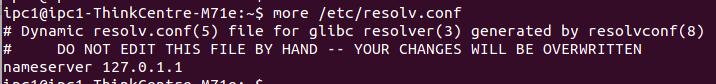 ipc1@ipc1-ThinkCentre-M71e:~$ more /etc/resolv.conf
# Dynamic resolv.conf(5) file for glibc resolver(3) generated by resolvconf(8)
#     DO NOT EDIT THIS FILE BY HAND -- YOUR CHANGES WILL BE OVERWRITTEN
nameserver 127.0.1.1
ipc1@ipc1-ThinkCentre-M71e:~$